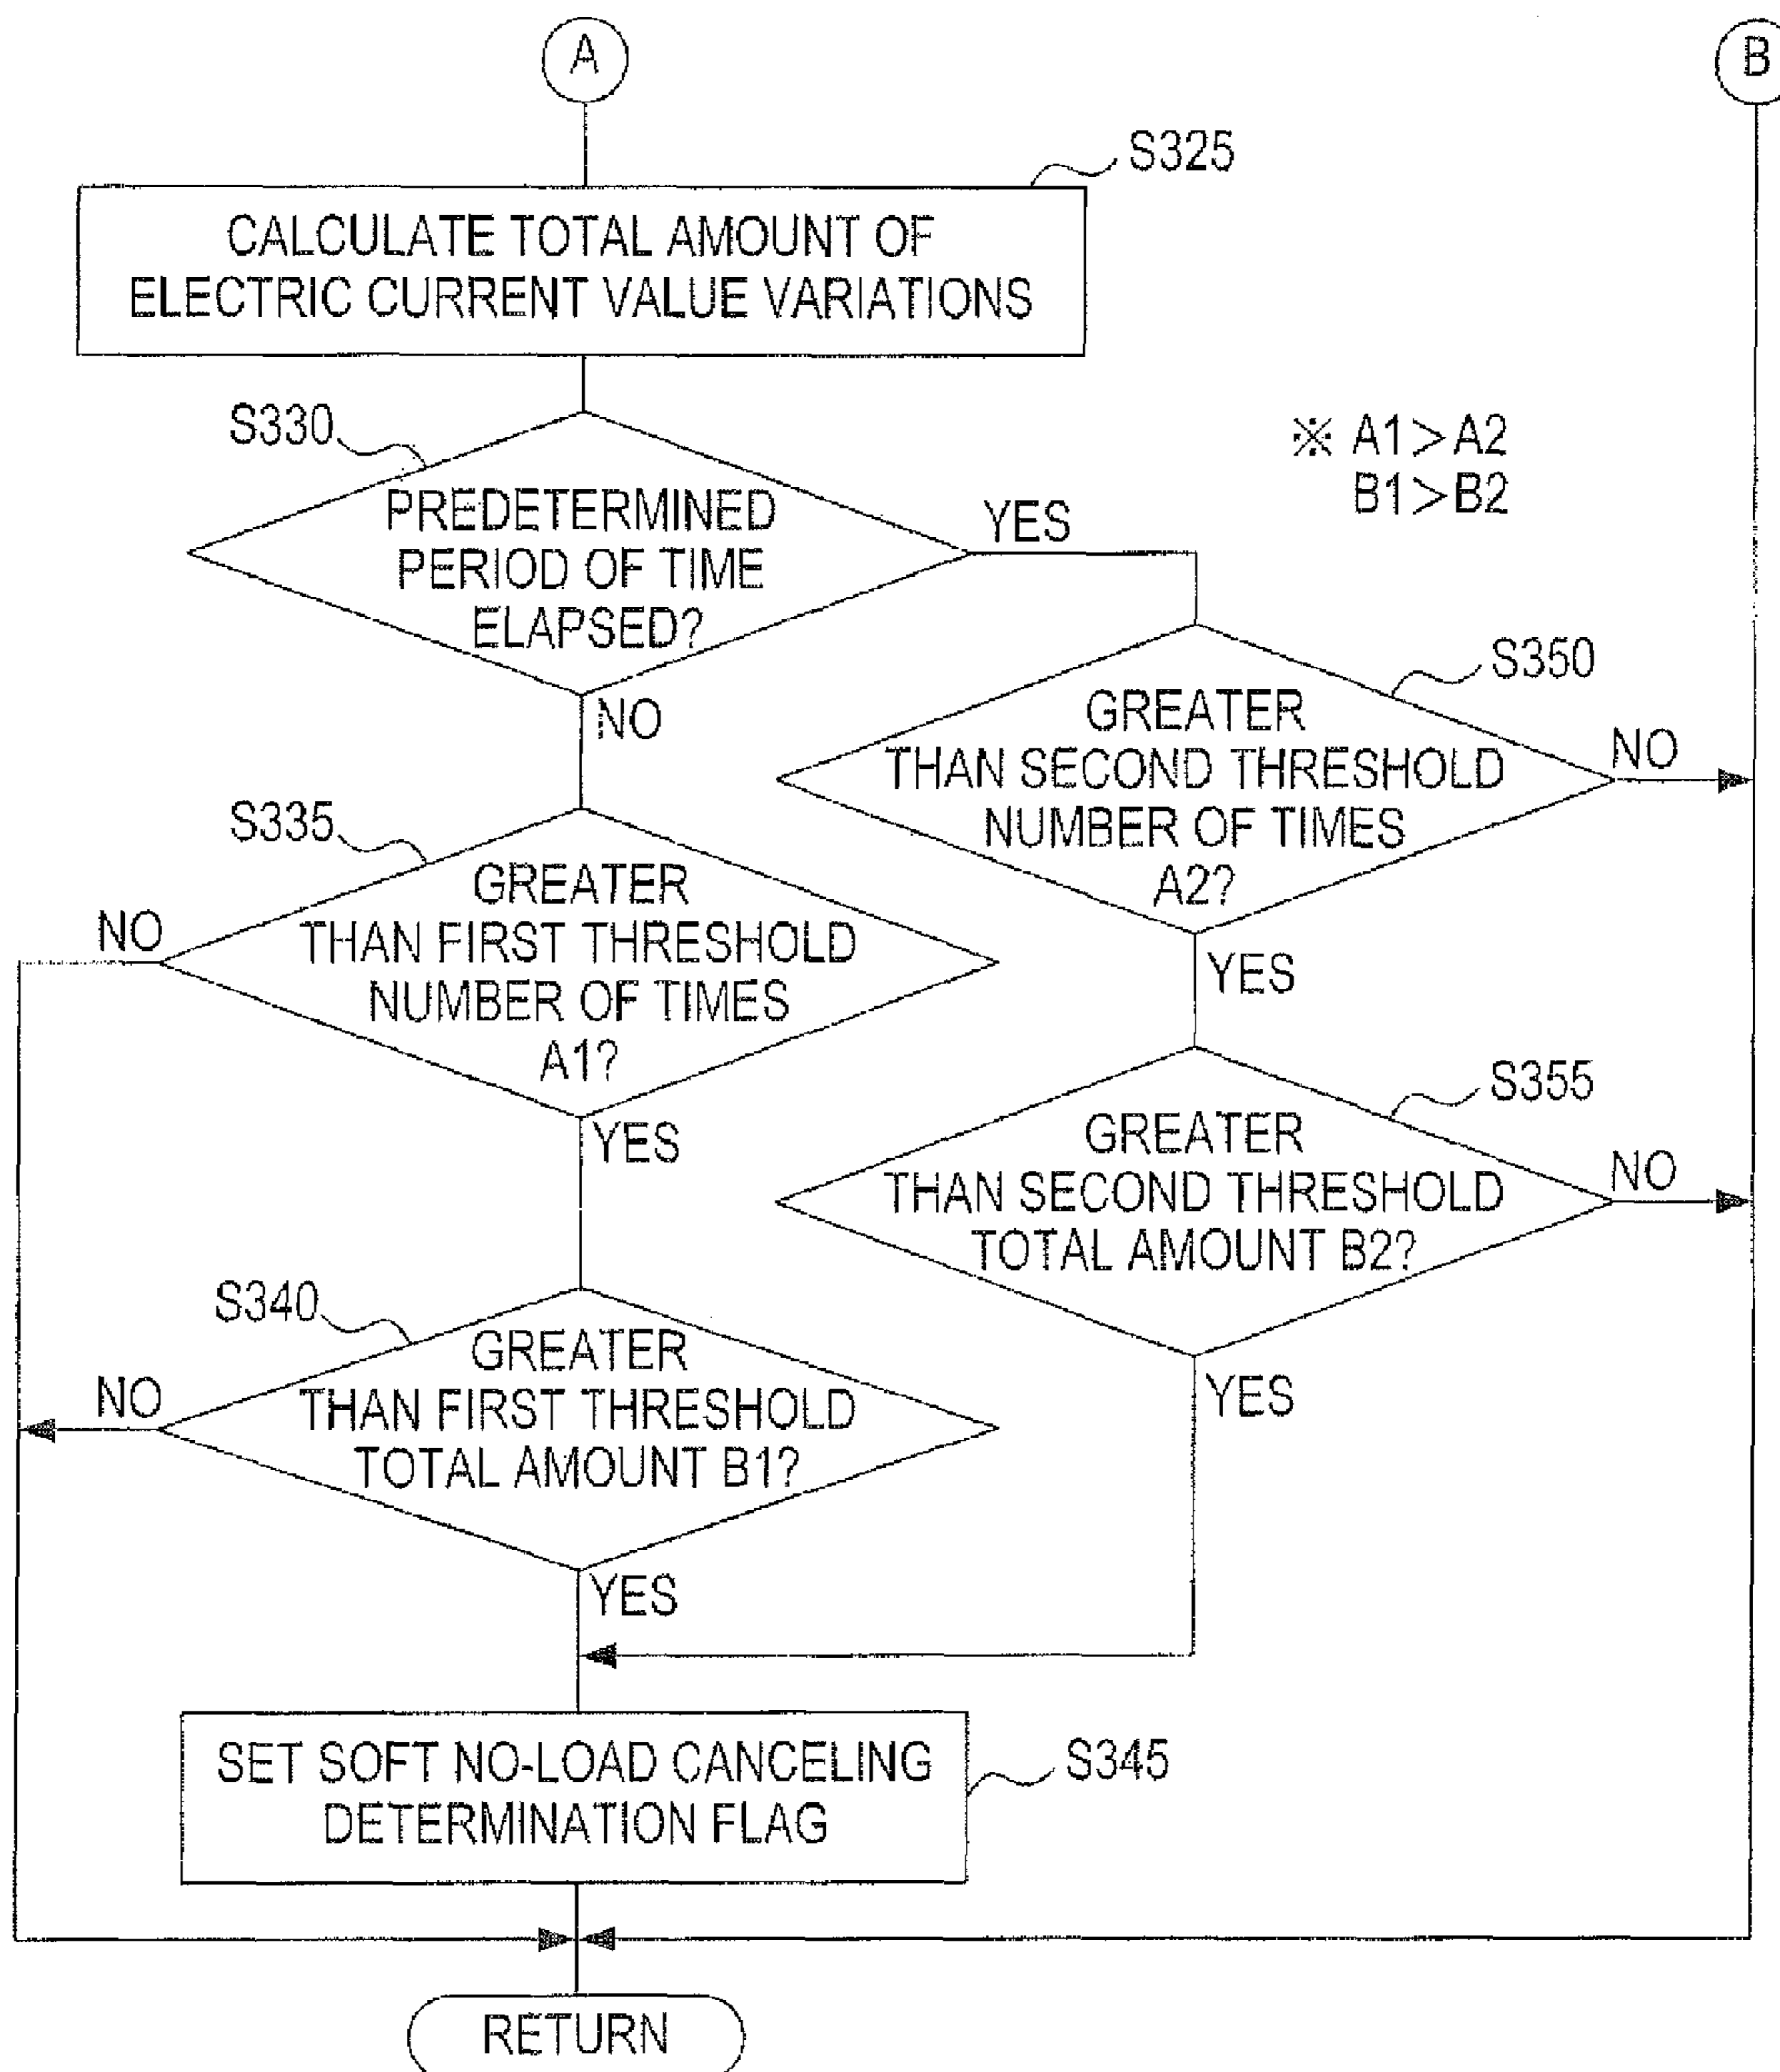 A
B
S325
CALCULATE TOTAL AMOUNT OF
ELECTRIC CURRENT VALUE VARIATIONS
S330
PREDETERMINED
PERIOD OF TIME
ELAPSED?
YES
NO
※ A1>A2
B1>B2
S350
GREATER
THAN SECOND THRESHOLD
NUMBER OF TIMES
A2?
NO
YES
S335
GREATER
THAN FIRST THRESHOLD
NUMBER OF TIMES
A1?
NO
YES
S355
GREATER
THAN SECOND THRESHOLD
TOTAL AMOUNT B2?
NO
YES
S340
GREATER
THAN FIRST THRESHOLD
TOTAL AMOUNT B1?
NO
YES
SET SOFT NO-LOAD CANCELING
DETERMINATION FLAG
S345
RETURN